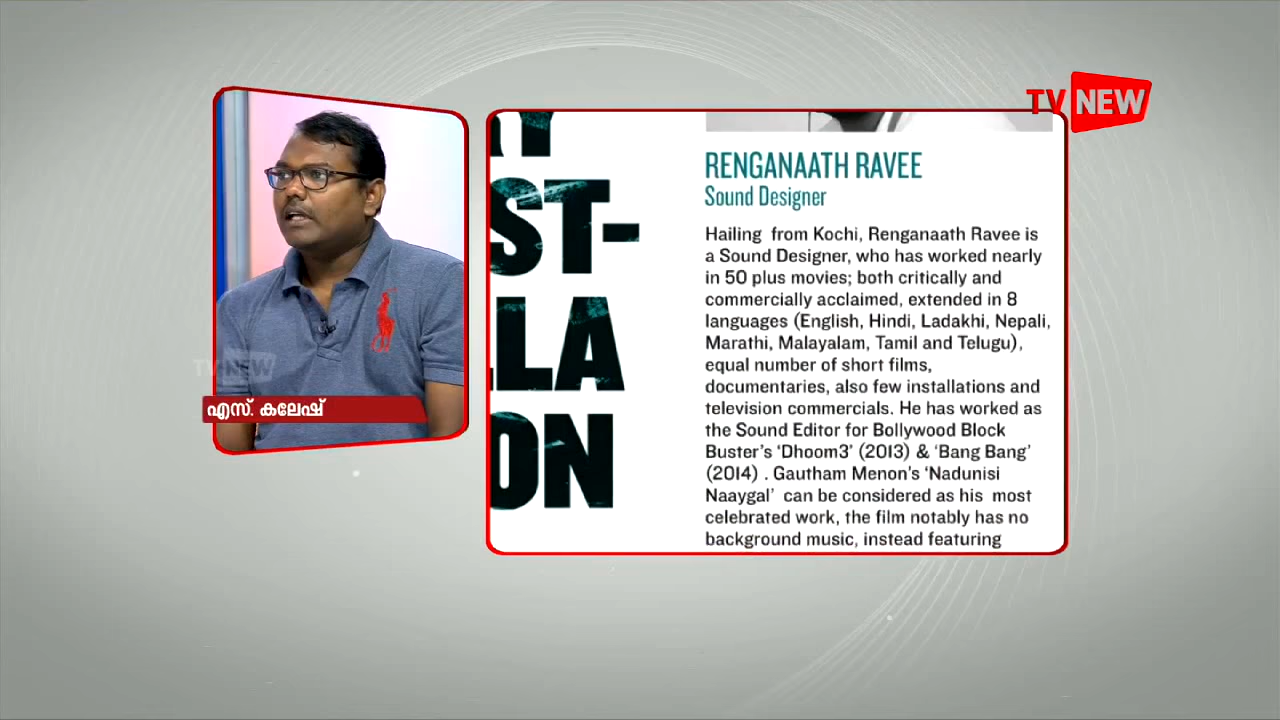 TV NEW
RENGANAATH RAVEE
Sound Designer
Hailing from Kochi, Renganaath Ravee is
a Sound Designer, who has worked nearly
in 50 plus movies; both critically and
commercially acclaimed, extended in 8
languages (English, Hindi, Ladakhi, Nepali,
Marathi, Malayalam, Tamil and Telugu),
equal number of short films,
documentaries, also few installations and
television commercials. He has worked as
the Sound Editor for Bollywood Block
Buster's ‘Dhoom3’ (2013) & ‘Bang Bang’
(2014) . Gautham Menon's ‘Nadunisi
Naaygal’ can be considered as his most
celebrated work, the film notably has no
background music, instead featuring
ST-
LLA
ON
TV NEW
എസ്. കലേഷ്